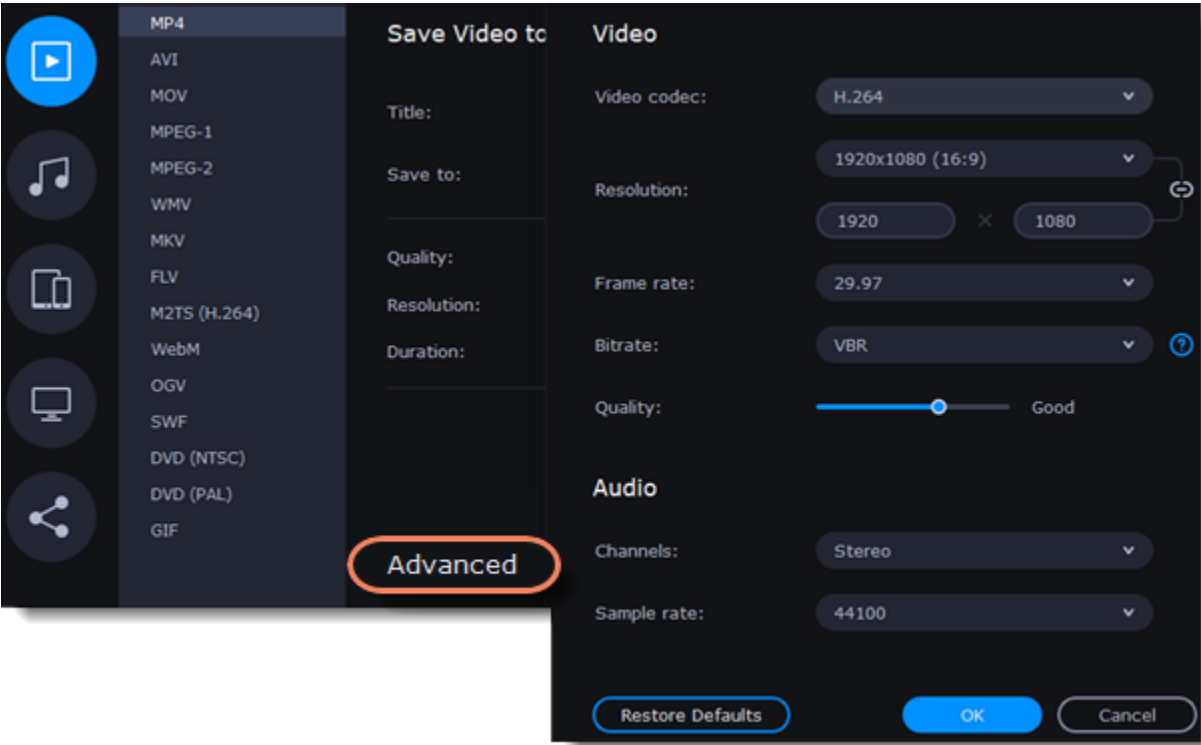 MP4
AVI
MOV
MPEG-1
MPEG-2
WMV
MKV
FLV
M2TS (H.264)
WebM
OGV
SWF
DVD (NTSC)
DVD (PAL)
GIF
Save Video to
Title:
Save to:
Quality:
Resolution:
Duration:
Advanced
Video
Video codec: H.264
1920x1080 (16:9)
Resolution:
1920 × 1080
Frame rate: 29.97
Bitrate: VBR ?
Quality: Good
Audio
Channels: Stereo
Sample rate: 44100
Restore Defaults OK Cancel